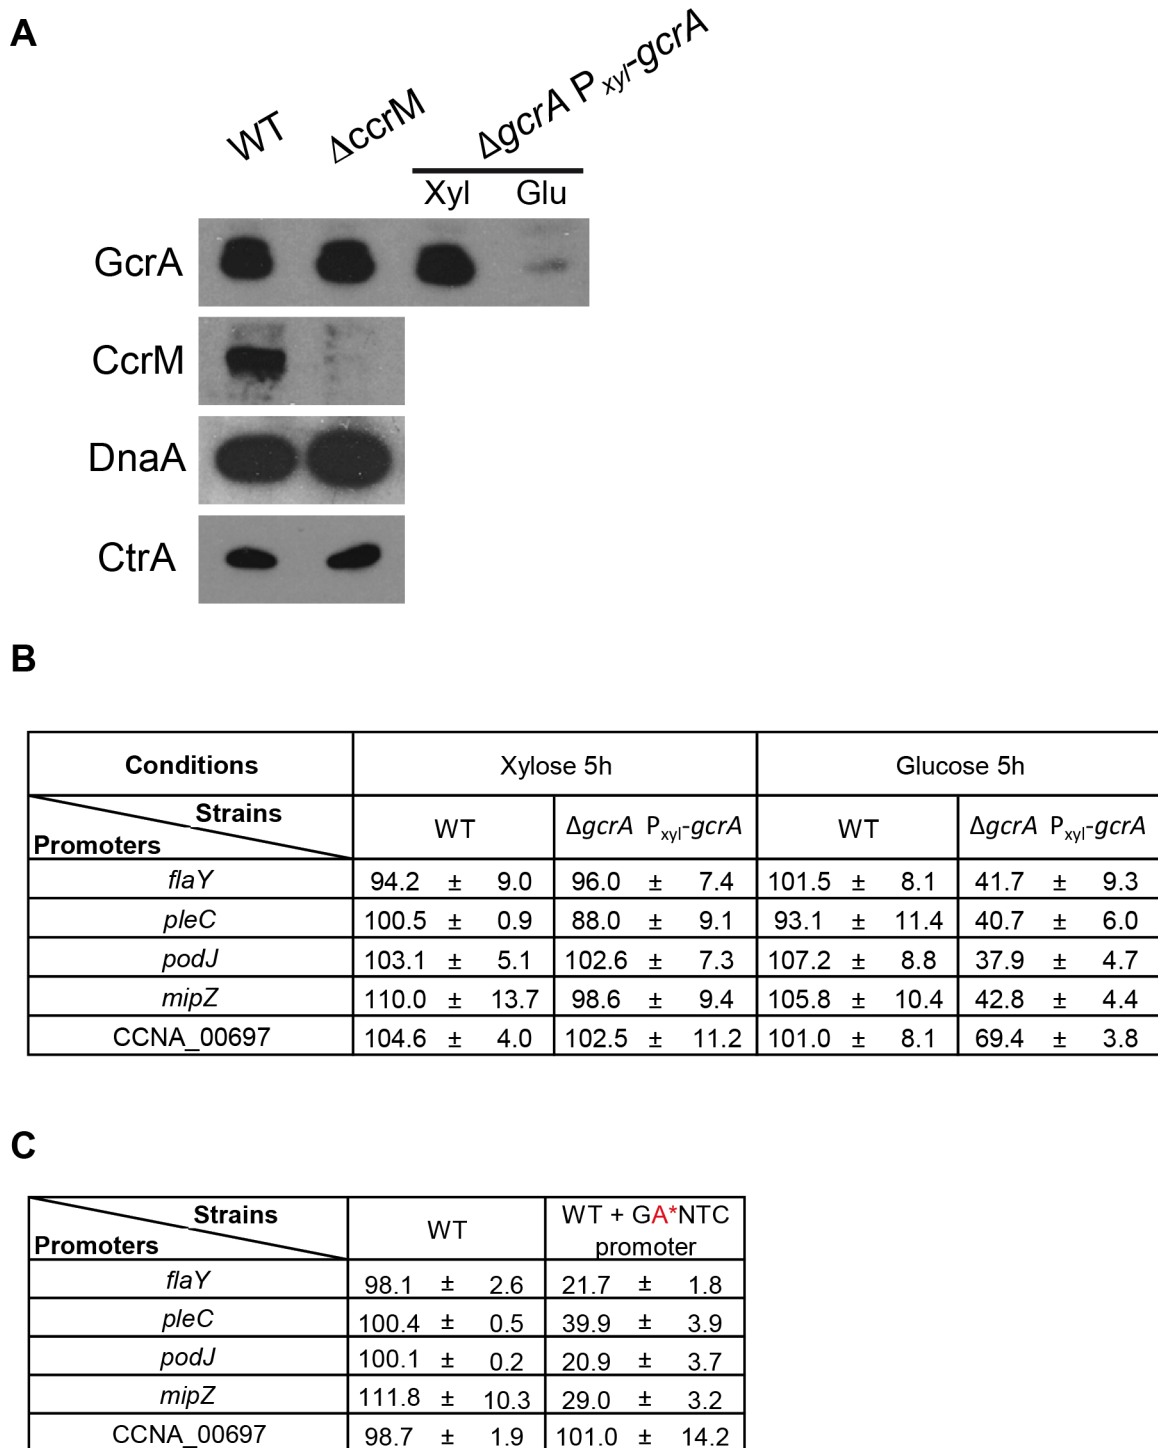 A
WT ΔccrM ΔgcrA Pxyl-gcrA
Xyl Glu
GcrA
CcrM
DnaA
CtrA
B
Conditions Xylose 5h Glucose 5h
Strains
Promoters WT ΔgcrA Pxyl-gcrA WT ΔgcrA Pxyl-gcrA
flaY 94.2 ± 9.0 96.0 ± 7.4 101.5 ± 8.1 41.7 ± 9.3
pleC 100.5 ± 0.9 88.0 ± 9.1 93.1 ± 11.4 40.7 ± 6.0
podJ 103.1 ± 5.1 102.6 ± 7.3 107.2 ± 8.8 37.9 ± 4.7
mipZ 110.0 ± 13.7 98.6 ± 9.4 105.8 ± 10.4 42.8 ± 4.4
CCNA_00697 104.6 ± 4.0 102.5 ± 11.2 101.0 ± 8.1 69.4 ± 3.8
C
Strains WT WT + GA*NTC
Promoters promoter
flaY 98.1 ± 2.6 21.7 ± 1.8
pleC 100.4 ± 0.5 39.9 ± 3.9
podJ 100.1 ± 0.2 20.9 ± 3.7
mipZ 111.8 ± 10.3 29.0 ± 3.2
CCNA_00697 98.7 ± 1.9 101.0 ± 14.2